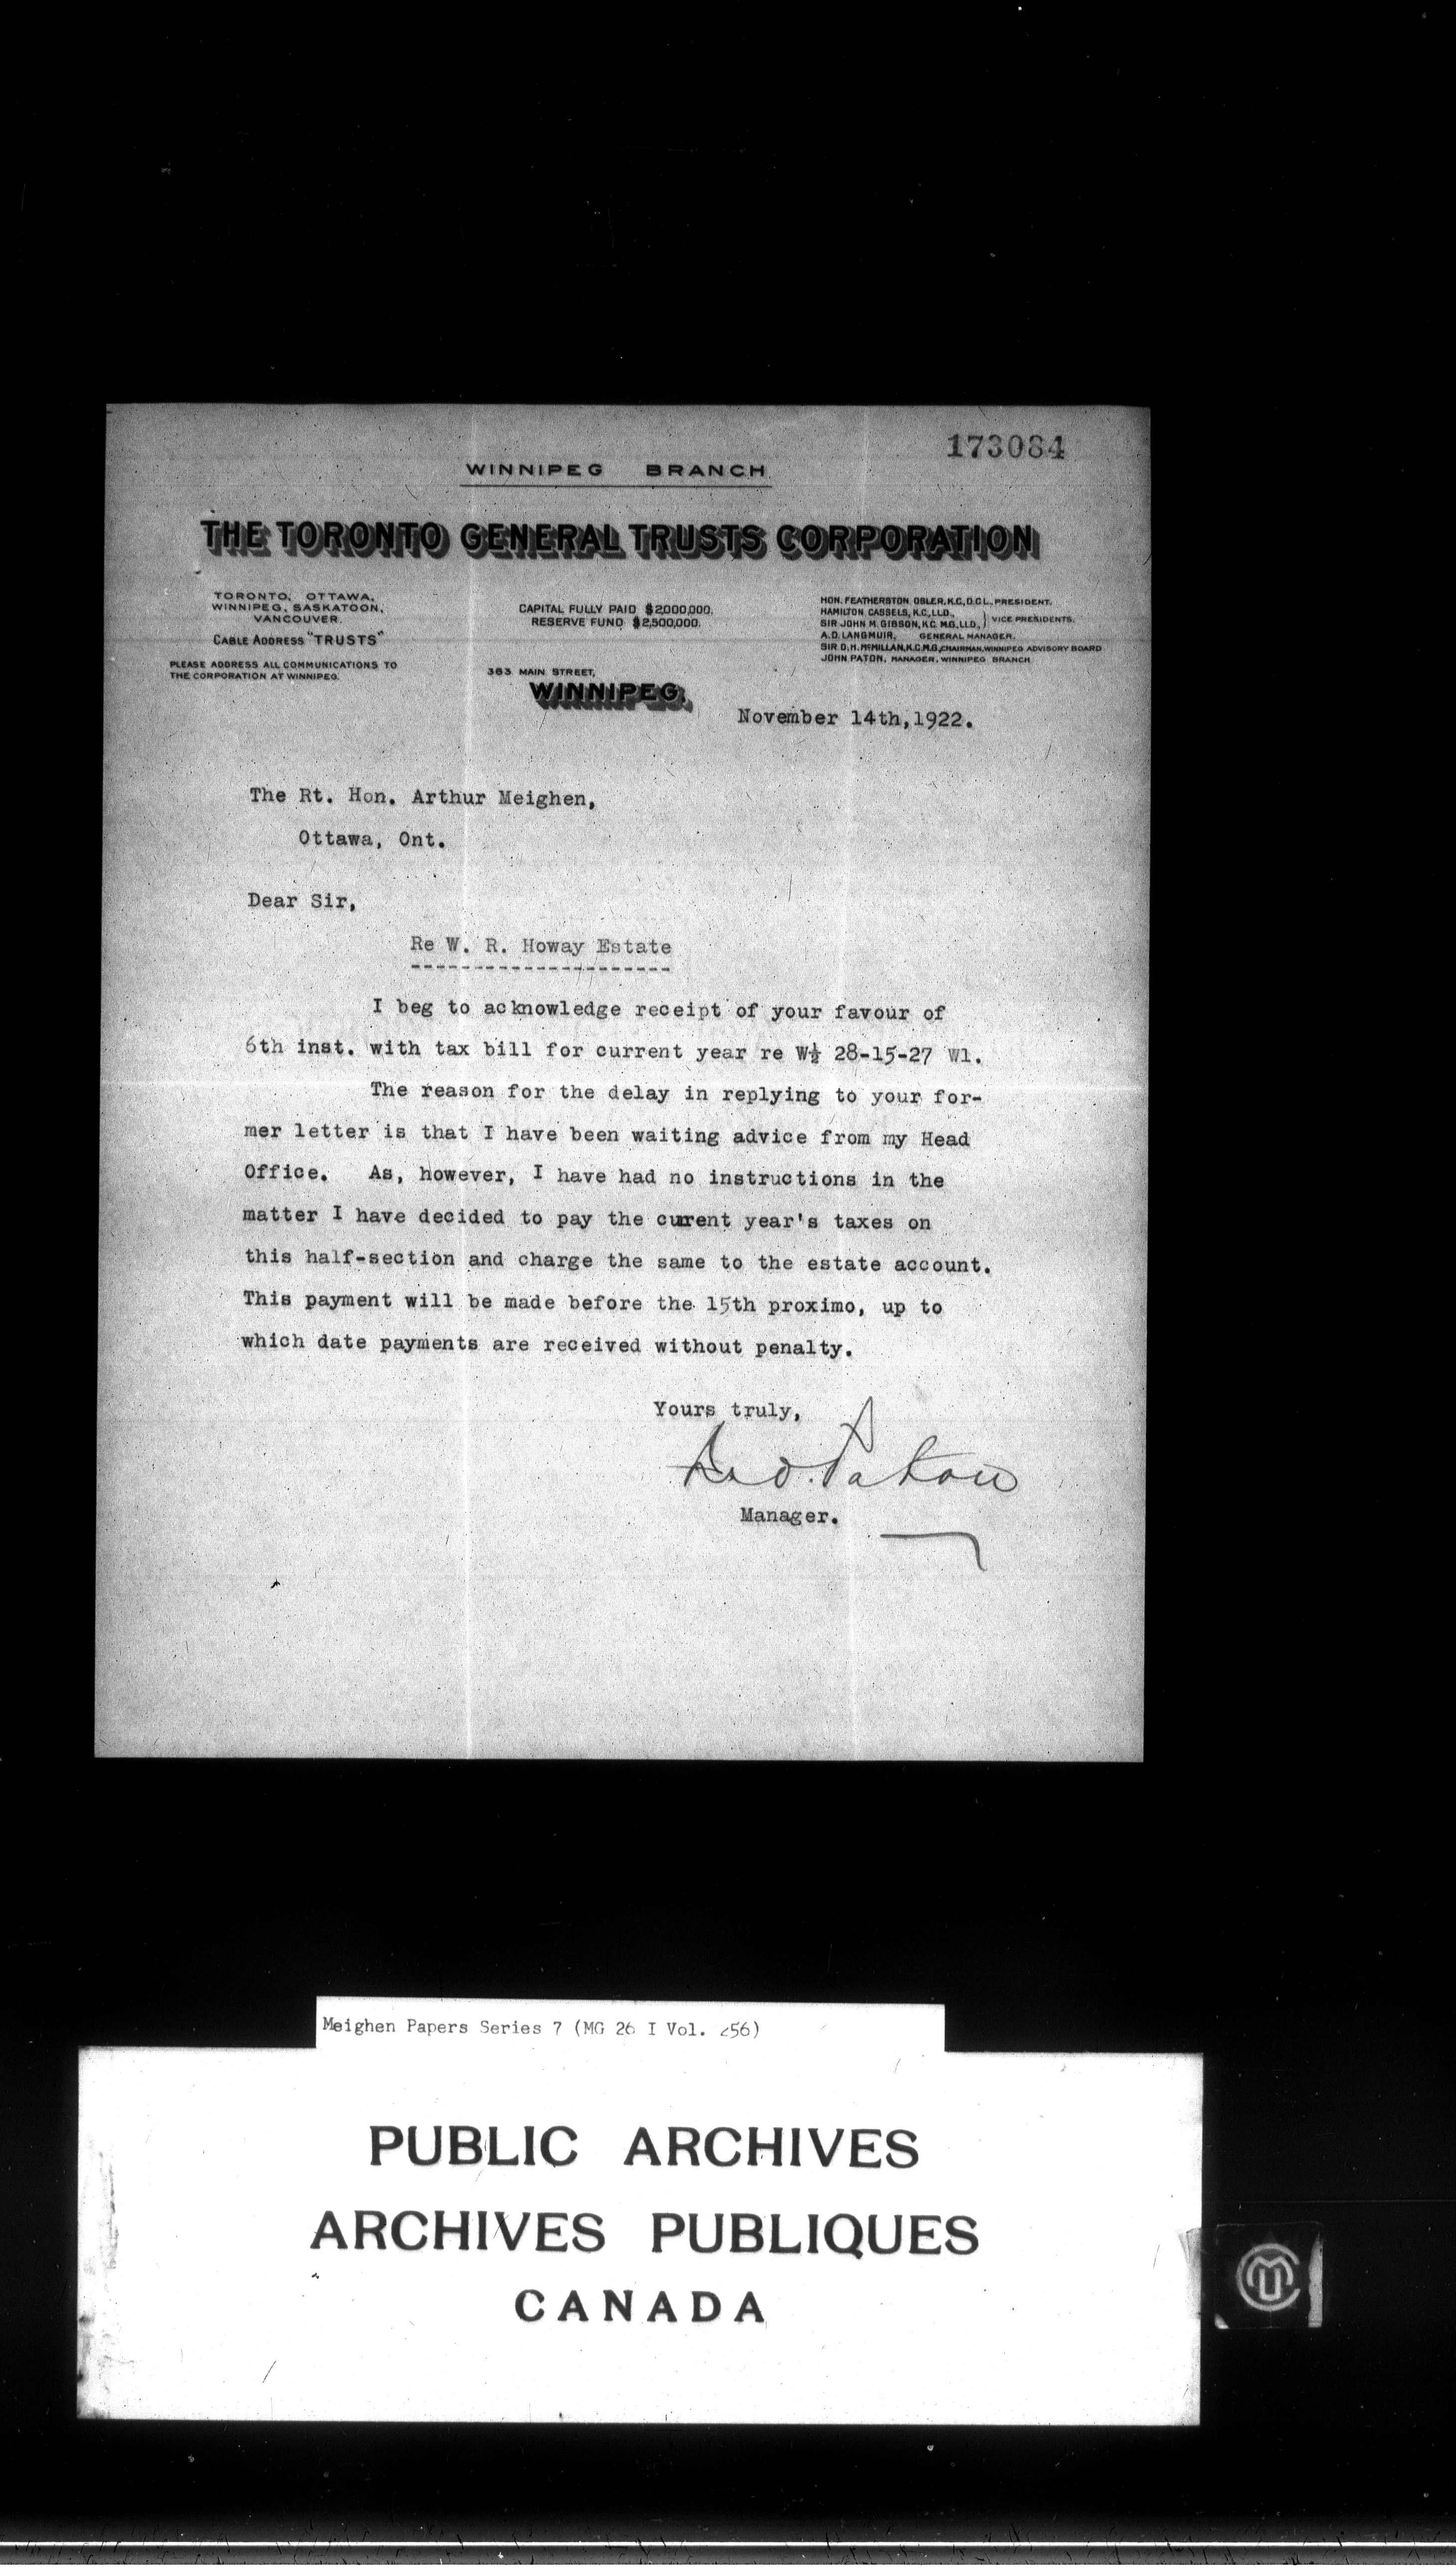 173084
WINNIPEG BRANCH
THE TORONTO GENERAL TRUSTS CORPORATION
TORONTO, OTTAWA,
WINNIPEG, SASKATOON,
VANCOUVER.
CABLE ADDRESS "TRUSTS"
PLEASE ADDRESS ALL COMMUNICATIONS TO
THE CORPORATION AT WINNIPEG.
CAPITAL FULLY PAID $2,000,000.
RESERVE FUND $2,500,000.
HON. FEATHERSTON OSLER, K.C., D.C.L., PRESIDENT.
HAMILTON CASSELS, K.C., LL.D.,
SIR JOHN M. GIBSON, K.C. M.G., LL.D., VICE PRESIDENTS.
A.D. LANGMUIR, GENERAL MANAGER.
SIR D.H. McMILLAN, K.C.M.G., CHAIRMAN, WINNIPEG ADVISORY BOARD
JOHN PATON, MANAGER, WINNIPEG BRANCH
363 MAIN STREET,
WINNIPEG,
November 14th,1922.
The Rt. Hon. Arthur Meighen,
Ottawa, Ont.
Dear Sir,
Re W. R. Howay Estate
I beg to acknowledge receipt of your favour of
6th inst. with tax bill for current year re W½ 28-15-27 W1.
The reason for the delay in replying to your for-
mer letter is that I have been waiting advice from my Head
Office. As, however, I have had no instructions in the
matter I have decided to pay the curent year's taxes on
this half-section and charge the same to the estate account.
This payment will be made before the 15th proximo, up to
which date payments are received without penalty.
Yours truly,
Jno. Paton
Manager.
Meighen Papers Series 7 (MG 26 I Vol. 256)
PUBLIC ARCHIVES
ARCHIVES PUBLIQUES
CANADA